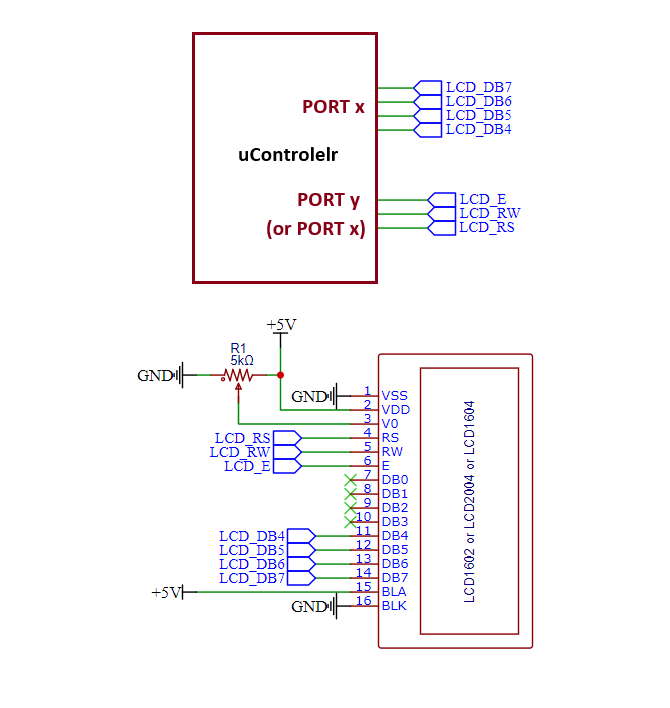 PORT x
LCD_DB7
LCD_DB6
LCD_DB5
LCD_DB4
uControlelr
PORT y
(or PORT x)
LCD_E
LCD_RW
LCD_RS
+5V
R1
5kΩ
GND
GND
1 VSS
2 VDD
3 V0
LCD_RS 4 RS
LCD_RW 5 RW
LCD_E 6 E
7 DB0
8 DB1
9 DB2
10 DB3
LCD_DB4 11 DB4
LCD_DB5 12 DB5
LCD_DB6 13 DB6
LCD_DB7 14 DB7
+5V 15 BLA
GND 16 BLK
LCD1602 or LCD2004 or LCD1604